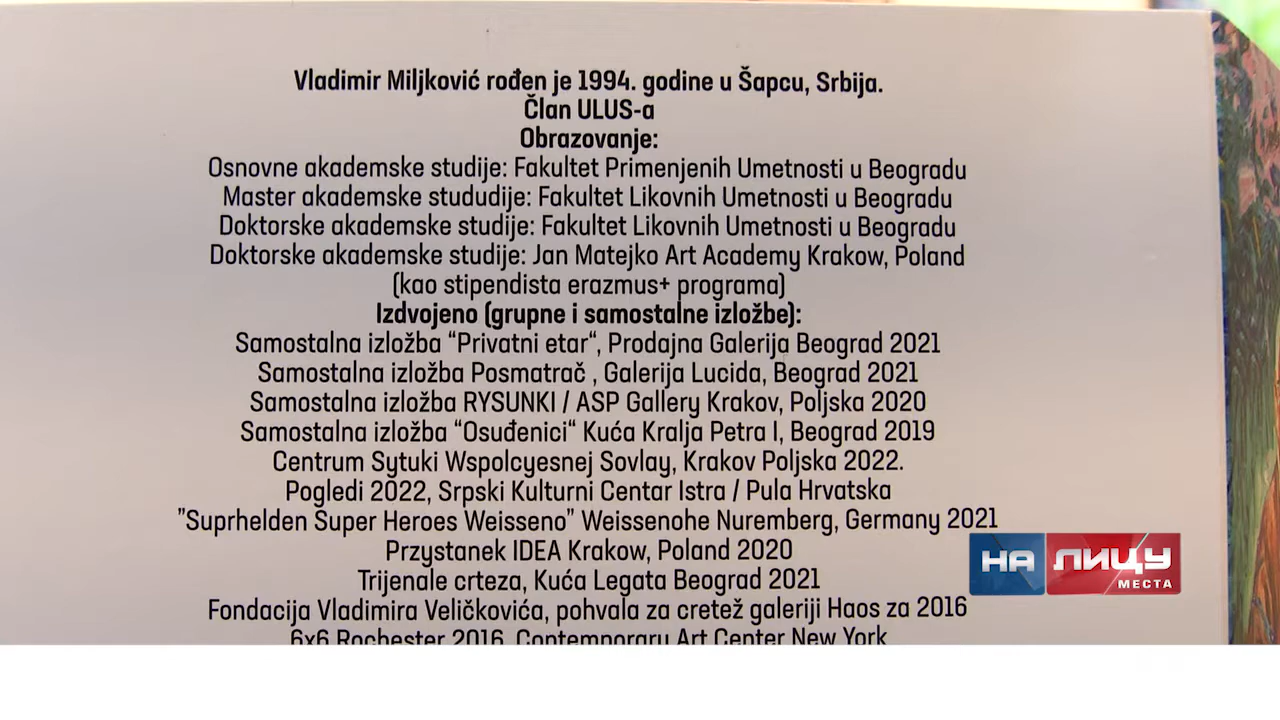 Vladimir Miljković rođen je 1994. godine u Šapcu, Srbija.
Član ULUS-a
Obrazovanje:
Osnovne akademske studije: Fakultet Primenjenih Umetnosti u Beogradu
Master akademske stududije: Fakultet Likovnih Umetnosti u Beogradu
Doktorske akademske studije: Fakultet Likovnih Umetnosti u Beogradu
Doktorske akademske studije: Jan Matejko Art Academy Krakow, Poland
(kao stipendista erazmus+ programa)
Izdvojeno (grupne i samostalne izložbe):
Samostalna izložba “Privatni etar“, Prodajna Galerija Beograd 2021
Samostalna izložba Posmatrač , Galerija Lucida, Beograd 2021
Samostalna izložba RYSUNKI / ASP Gallery Krakov, Poljska 2020
Samostalna izložba “Osuđenici“ Kuća Kralja Petra I, Beograd 2019
Centrum Sytuki Wspolcyesnej Sovlay, Krakov Poljska 2022.
Pogledi 2022, Srpski Kulturni Centar Istra / Pula Hrvatska
”Suprhelden Super Heroes Weisseno” Weissenohe Nuremberg, Germany 2021
Przystanek IDEA Krakow, Poland 2020
Trijenale crteza, Kuća Legata Beograd 2021
Fondacija Vladimira Veličkovića, pohvala za cretež galeriji Haos za 2016
6x6 Rochester 2016, Contemporary Art Center New York
НА ЛИЦУ
МЕСТА